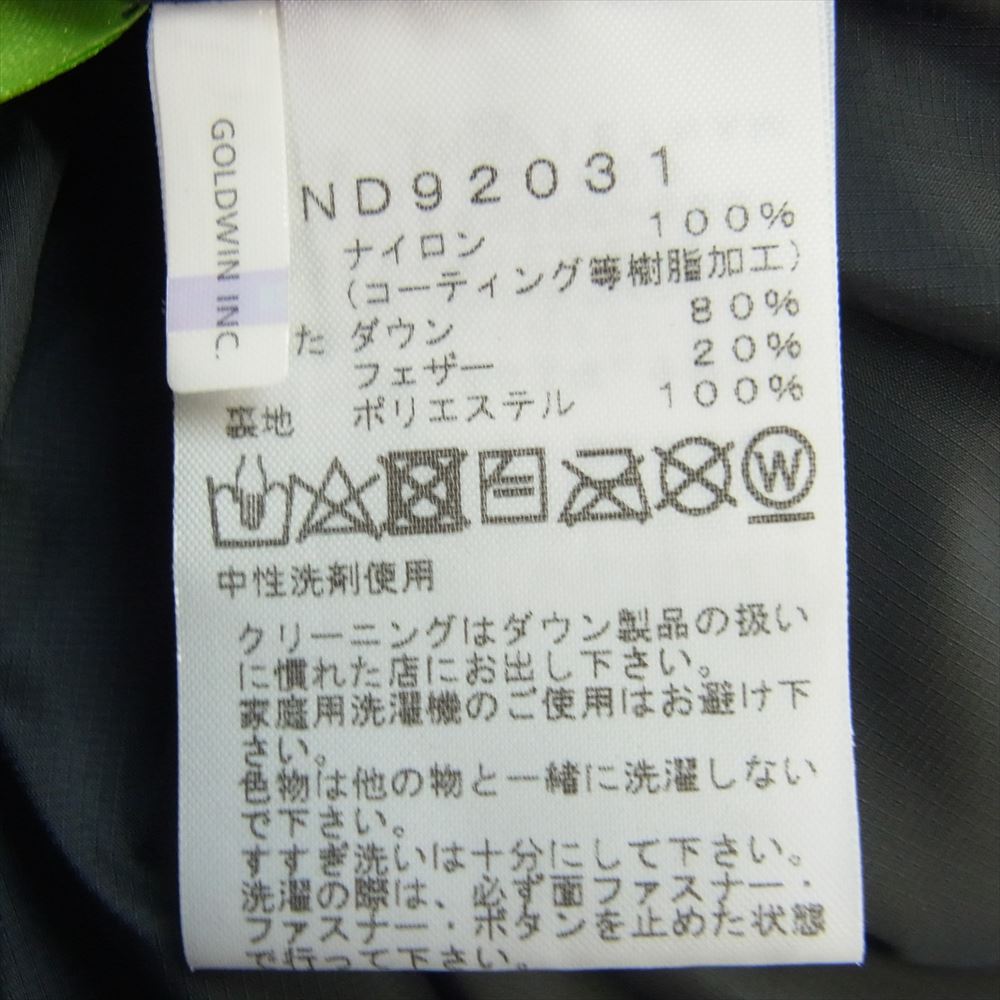 GOLDWIN INC.
ND92031
ナイロン 100%
(コーティング等樹脂加工)
た ダウン 80%
フェザー 20%
裏地 ポリエステル 100%
W
中性洗剤使用
クリーニングはダウン製品の扱い
に慣れた店にお出し下さい。
家庭用洗濯機のご使用はお避け下
さい。
色物は他の物と一緒に洗濯しない
で下さい。
すすぎ洗いは十分にして下さい。
洗濯の際は、必ず面ファスナー・
ファスナー・ボタンを止めた状態
で行って下さい。